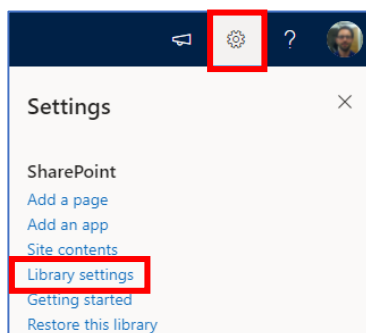 ?
Settings
SharePoint
Add a page
Add an app
Site contents
Library settings
Getting started
Restore this library